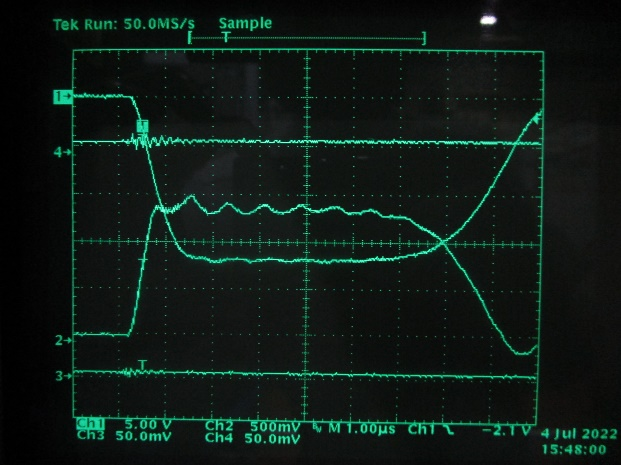 Tek Run: 50.0MS/s Sample
T
1→
T
4→
2→
T
3→
Ch1 5.00 V Ch2 500mV M 1.00µs Ch1 -2.1 V
Ch3 50.0mV Ch4 50.0mV
4 Jul 2022
15:48:00